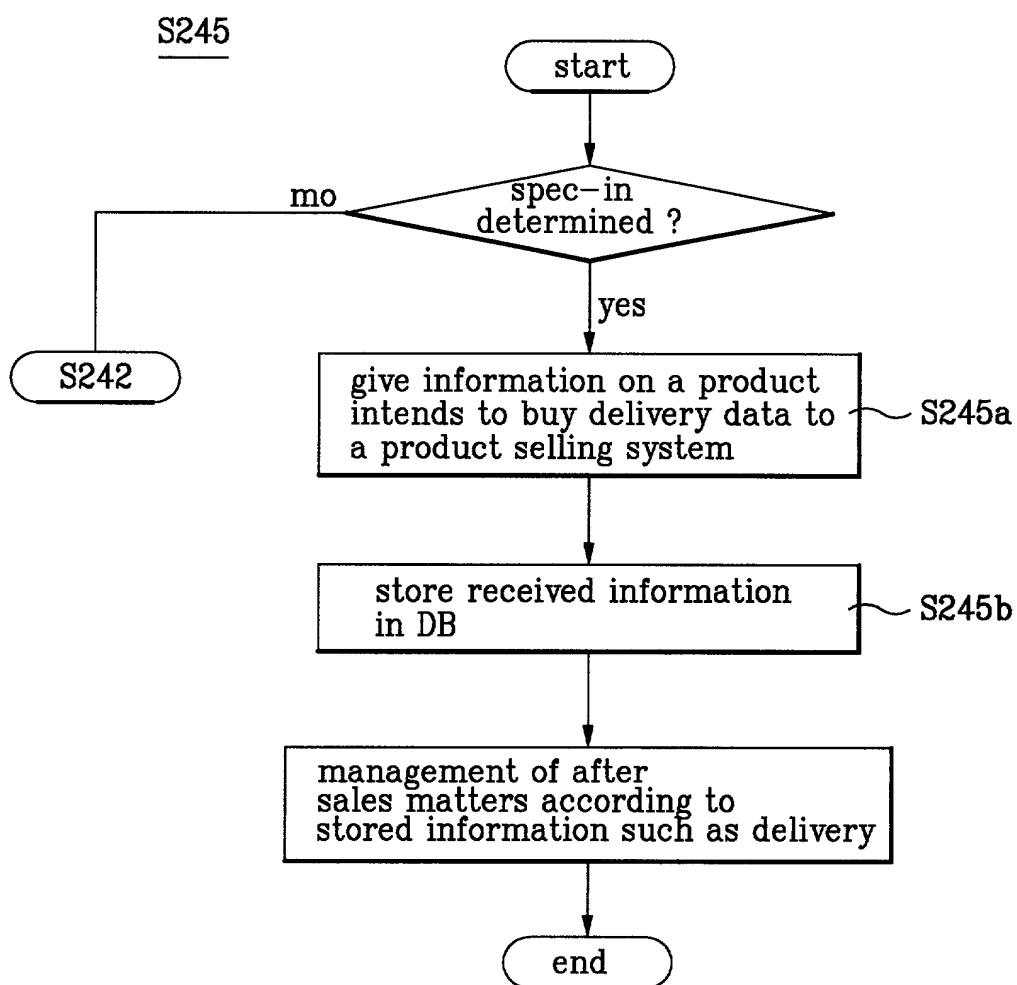 S245
start
spec-in
determined ?
mo
yes
S242
give information on a product
intends to buy delivery data to
a product selling system
S245a
store received information
in DB
S245b
management of after
sales matters according to
stored information such as delivery
end